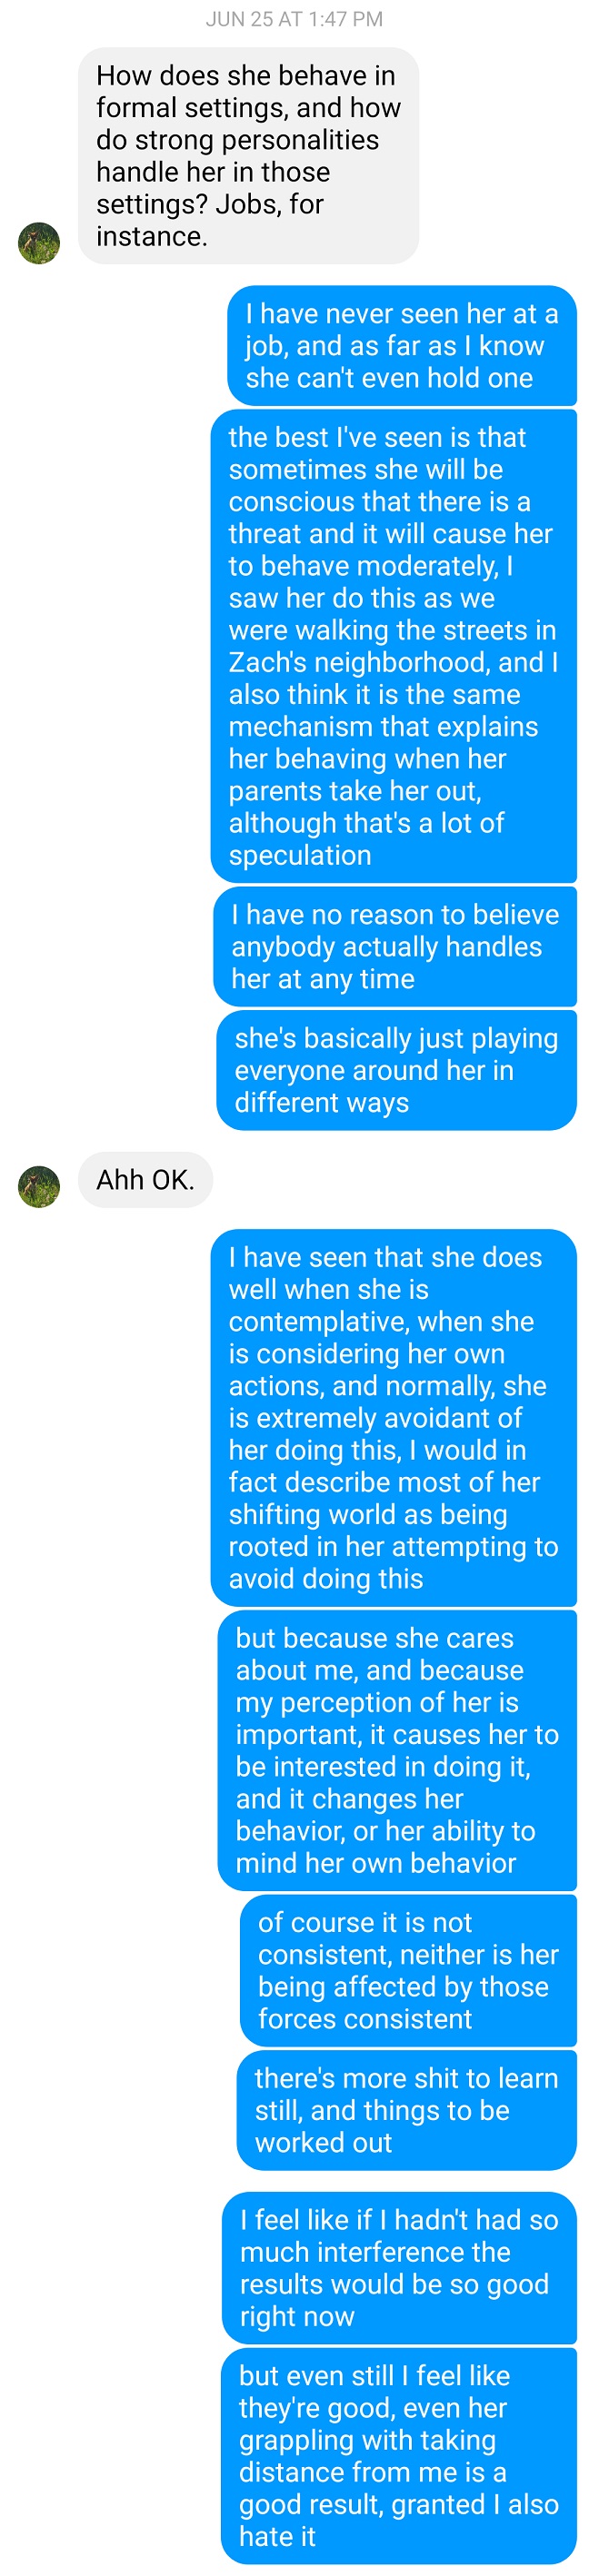 JUN 25 AT 1:47 PM
How does she behave in
formal settings, and how
do strong personalities
handle her in those
settings? Jobs, for
instance.
I have never seen her at a
job, and as far as I know
she can't even hold one
the best I've seen is that
sometimes she will be
conscious that there is a
threat and it will cause her
to behave moderately, I
saw her do this as we
were walking the streets in
Zach's neighborhood, and I
also think it is the same
mechanism that explains
her behaving when her
parents take her out,
although that's a lot of
speculation
I have no reason to believe
anybody actually handles
her at any time
she's basically just playing
everyone around her in
different ways
Ahh OK.
I have seen that she does
well when she is
contemplative, when she
is considering her own
actions, and normally, she
is extremely avoidant of
her doing this, I would in
fact describe most of her
shifting world as being
rooted in her attempting to
avoid doing this
but because she cares
about me, and because
my perception of her is
important, it causes her to
be interested in doing it,
and it changes her
behavior, or her ability to
mind her own behavior
of course it is not
consistent, neither is her
being affected by those
forces consistent
there's more shit to learn
still, and things to be
worked out
I feel like if I hadn't had so
much interference the
results would be so good
right now
but even still I feel like
they're good, even her
grappling with taking
distance from me is a
good result, granted I also
hate it